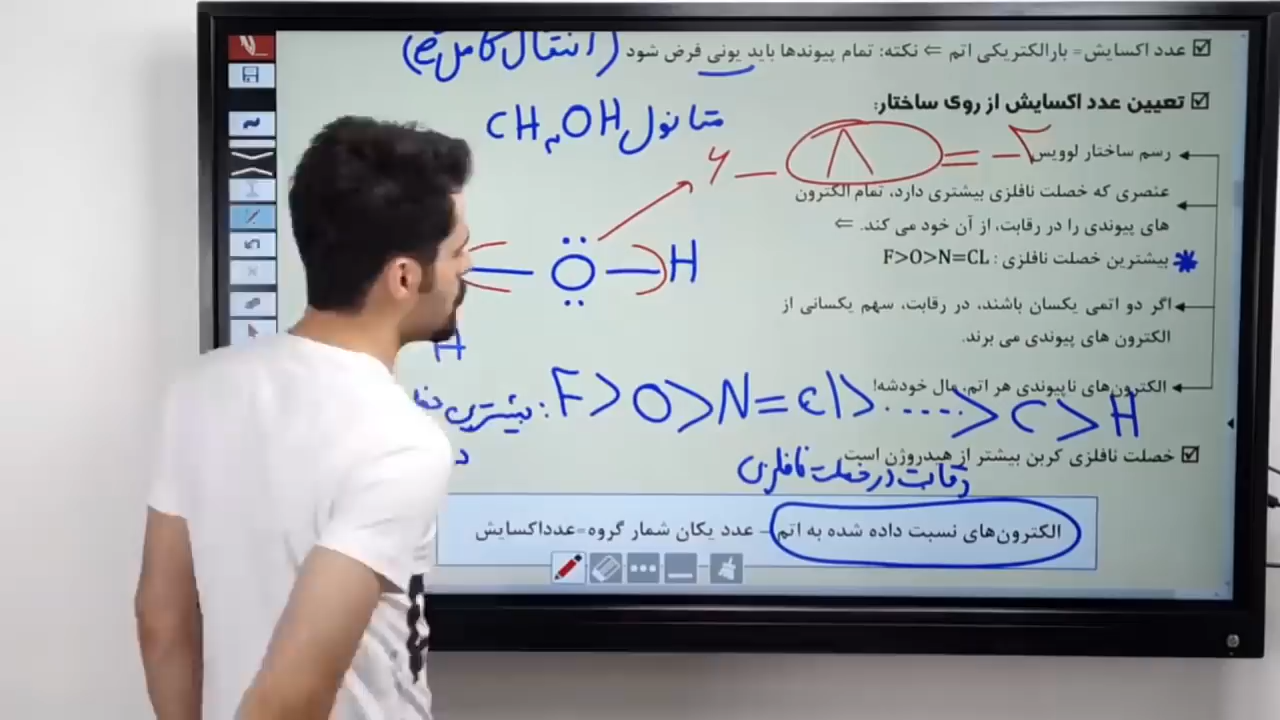 عدد اکسایش= بارالکتریکی اتم ⇐ نکته: تمام پیوندها باید یونی فرض شود (انتقال کامل e)
تعیین عدد اکسایش از روی ساختار:
متانول CH₃OH
رسم ساختار لوویس
۶ − ۸ = −۲
عنصری که خصلت نافلزی بیشتری دارد، تمام الکترون
های پیوندی را در رقابت، از آن خود می کند. ⇐
بیشترین خصلت نافلزی : F>O>N=CL
O H
H
اگر دو اتمی یکسان باشند، در رقابت، سهم یکسانی از
الکترون های پیوندی می برند.
الکترون‌های ناپیوندی هر اتم، مال خودشه!
بیشترین : F > O > N = Cl > ..... > C > H
خصلت نافلزی کربن بیشتر از هیدروژن است
رقابت در خصلت نافلزی
الکترون‌های نسبت داده شده به اتم – عدد یکان شمار گروه=عدداکسایش